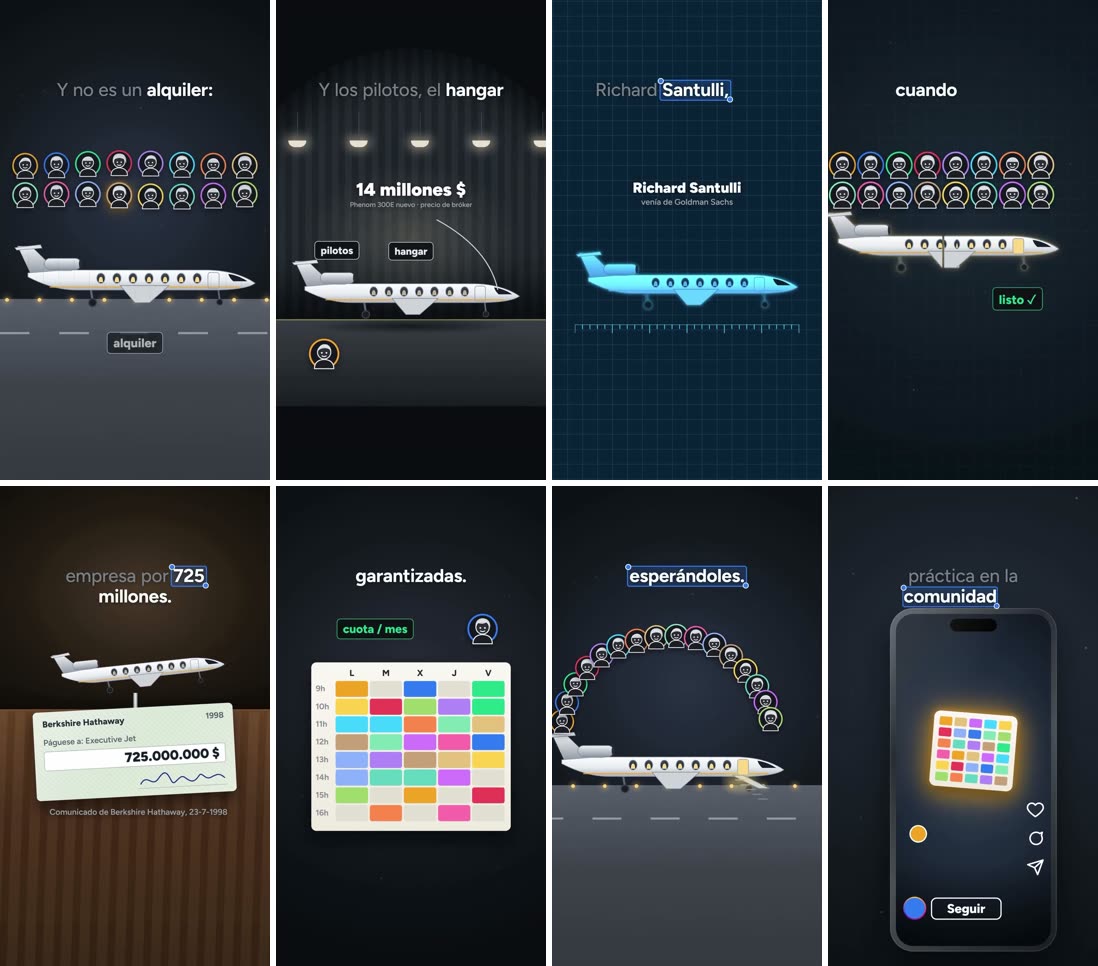 Y no es un alquiler:
alquiler
Y los pilotos, el hangar
14 millones $
Phenom 300E nuevo · precio de bróker
pilotos
hangar
Richard Santulli,
Richard Santulli
venía de Goldman Sachs
cuando
listo ✓
empresa por 725
millones.
Berkshire Hathaway
1998
Páguese a: Executive Jet
725.000.000 $
Comunicado de Berkshire Hathaway, 23-7-1998
garantizadas.
cuota / mes
L M X J V
9h
10h
11h
12h
13h
14h
15h
16h
esperándoles.
práctica en la
comunidad
Seguir